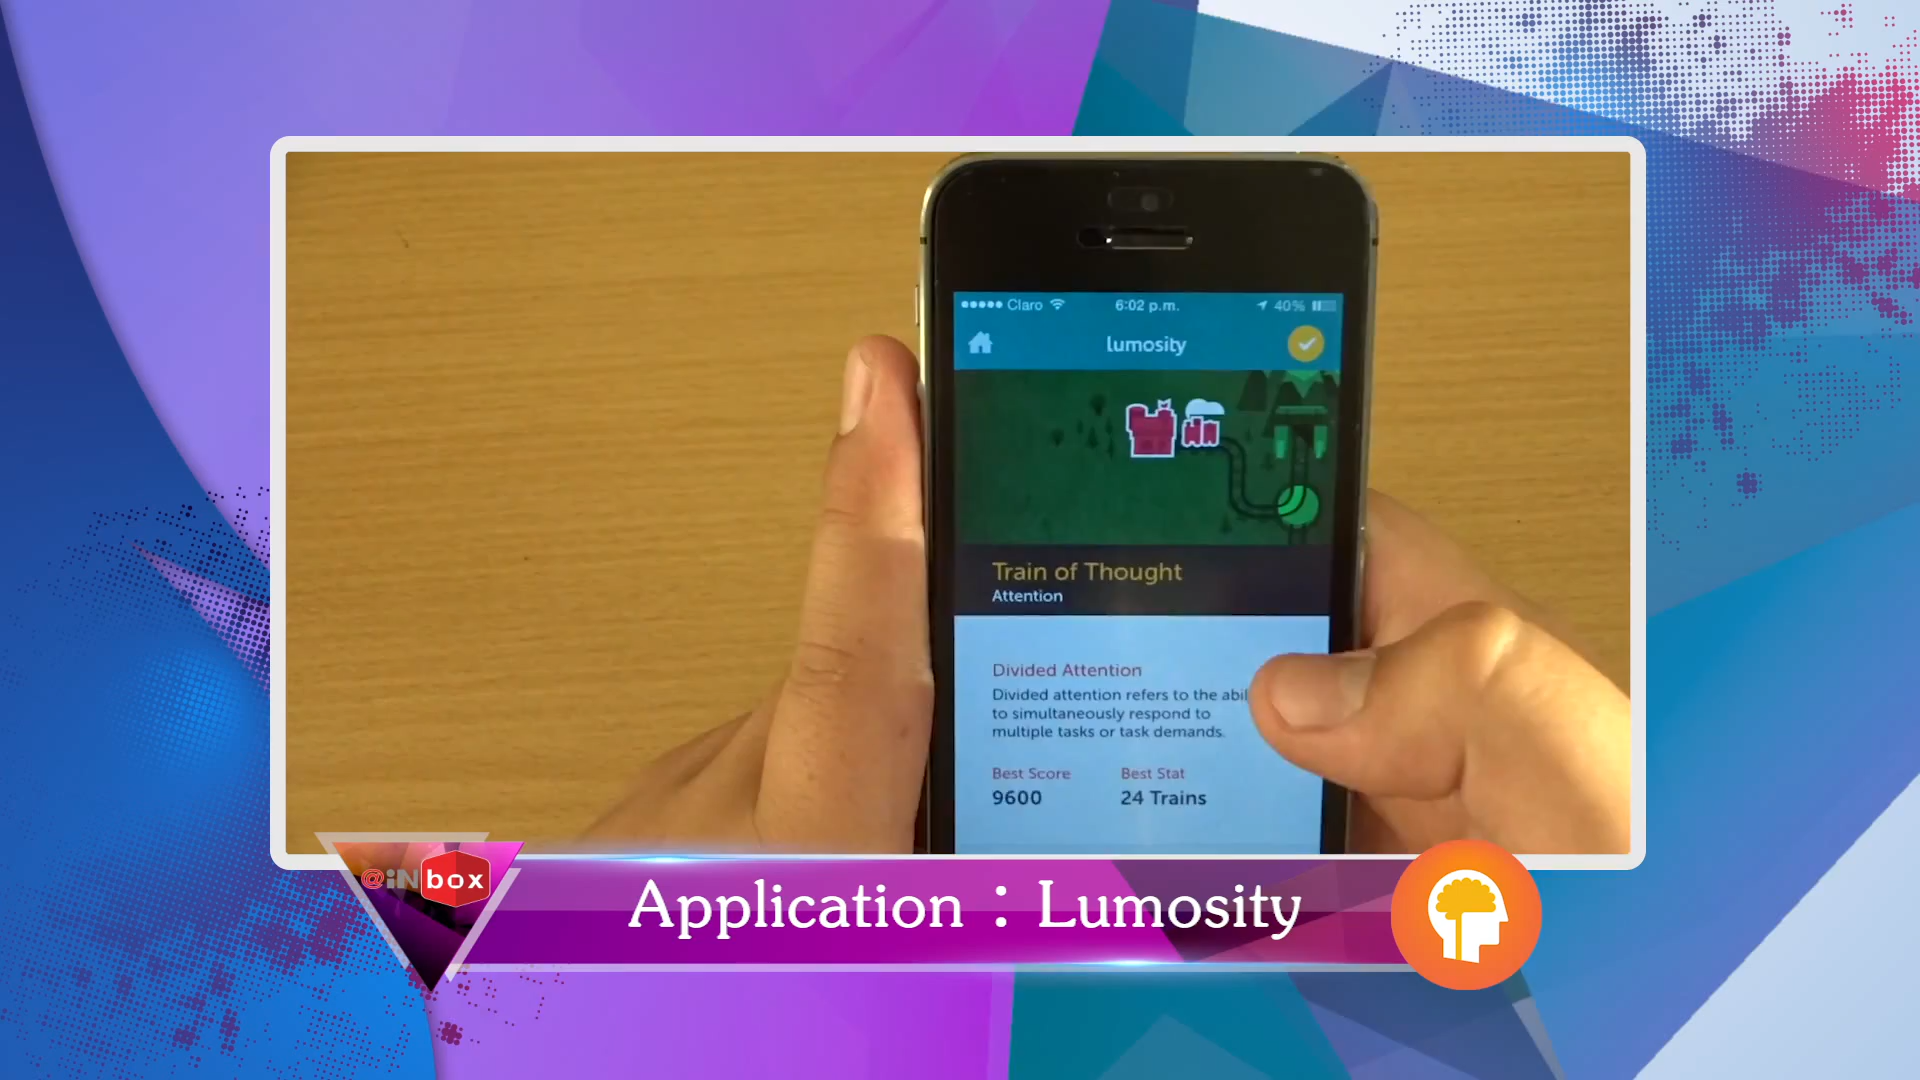 Claro 6:02 p.m. 40%
lumosity
Train of Thought
Attention
Divided Attention
Divided attention refers to the abil
to simultaneously respond to
multiple tasks or task demands.
Best Score Best Stat
9600 24 Trains
@iNbox
Application : Lumosity